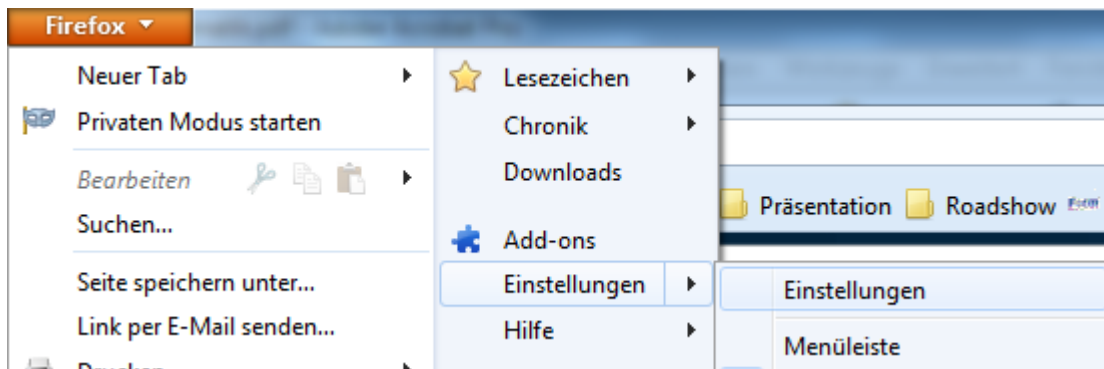 Firefox
Neuer Tab
Privaten Modus starten
Bearbeiten
Suchen...
Seite speichern unter...
Link per E-Mail senden...
Drucken
Lesezeichen
Chronik
Downloads
Add-ons
Einstellungen
Hilfe
Präsentation Roadshow
Einstellungen
Menüleiste